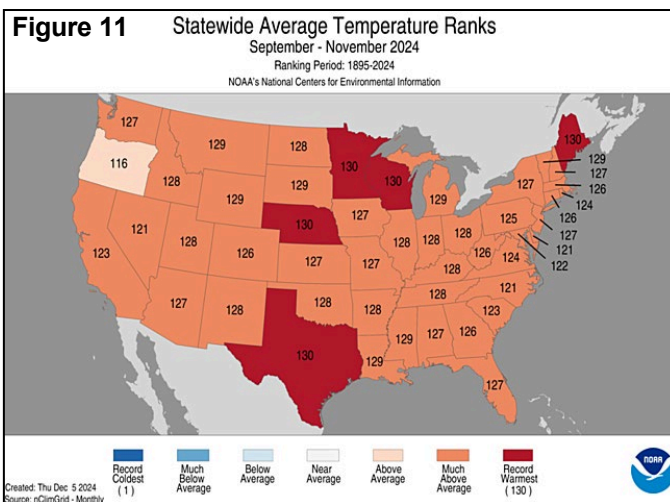 Figure 11
Statewide Average Temperature Ranks
September - November 2024
Ranking Period: 1895-2024
NOAA's National Centers for Environmental Information
127
129
128
130
130
130
129
127
126
124
126
127
121
122
116
128
129
129
130
127
129
127
125
123
121
128
126
127
127
128
128
128
126
124
128
121
127
128
128
128
128
123
130
129
129
127
126
127
Record
Coldest
(1)
Much
Below
Average
Below
Average
Near
Average
Above
Average
Much
Above
Average
Record
Warmest
(130)
Created: Thu Dec 5 2024
Source: nClimGrid - Monthly
NOAA